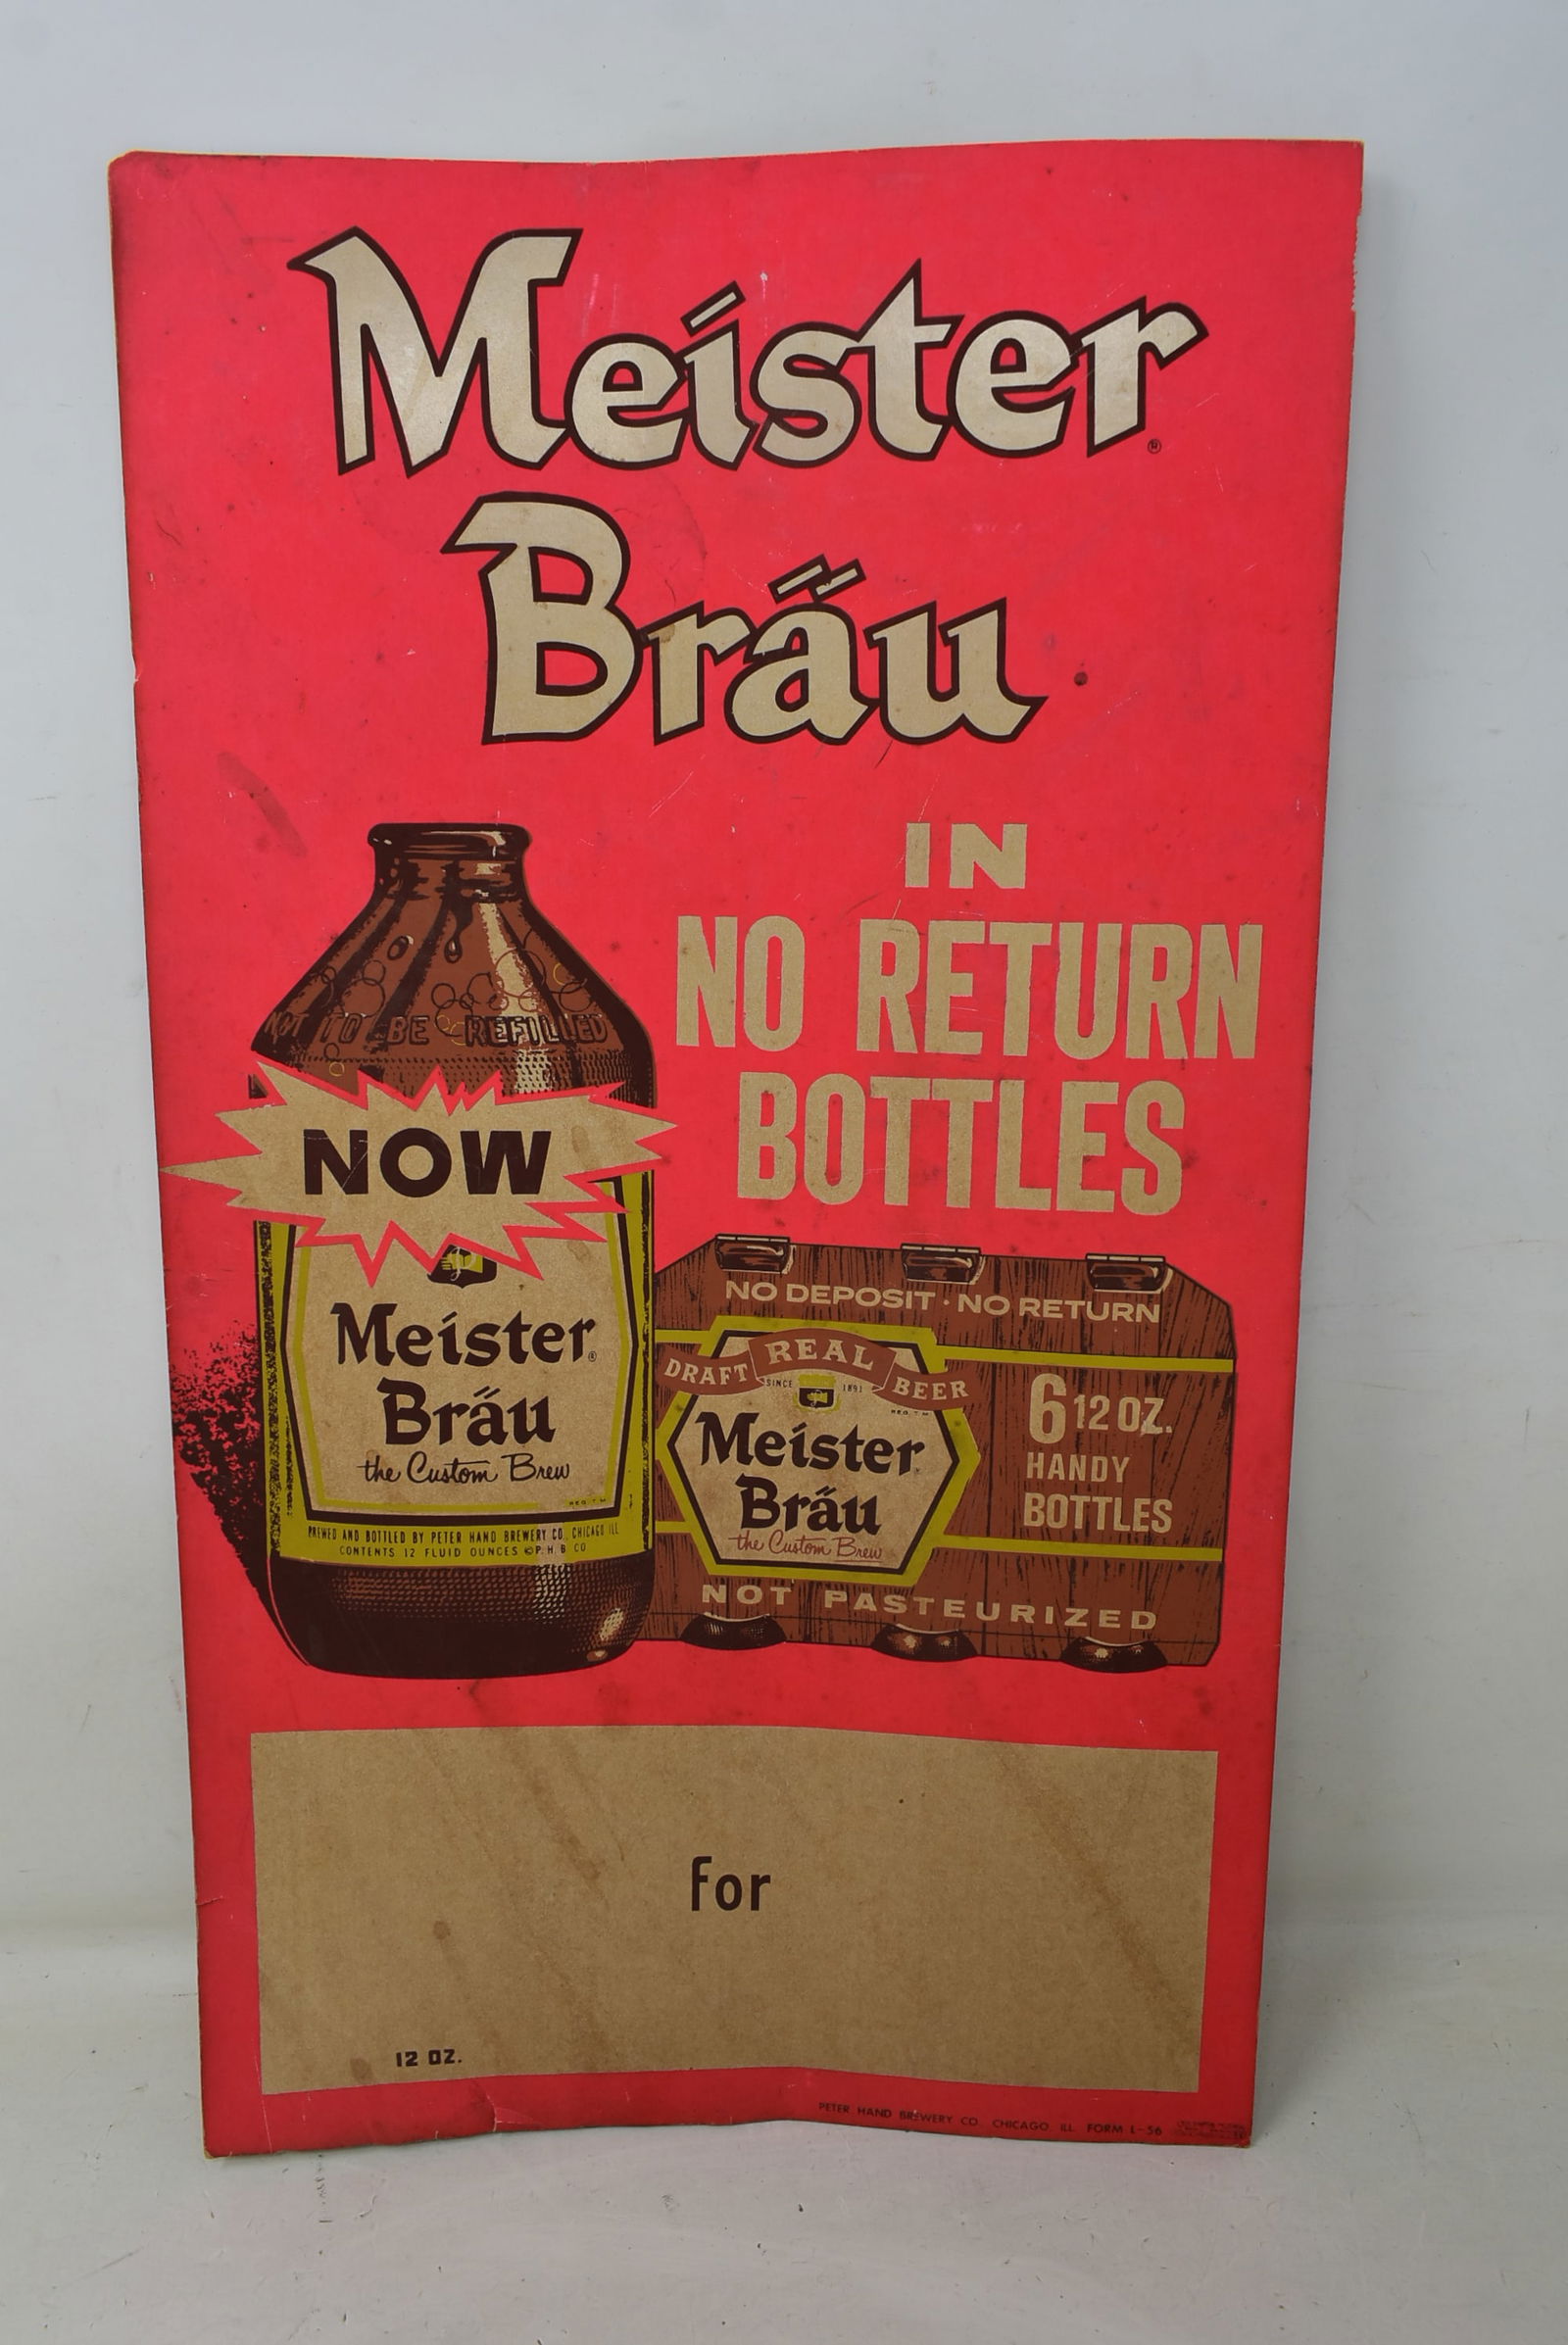 Meister®
Bräu
IN
NO RETURN
BOTTLES
NOT TO BE REFILLED
NOW
Meister®
Bräu
the Custom Brew
REG. T. M.
BREWED AND BOTTLED BY PETER HAND BREWERY CO. CHICAGO ILL
CONTENTS 12 FLUID OUNCES © P. H. B. CO
NO DEPOSIT · NO RETURN
REAL
DRAFT BEER
SINCE 1891
REG. T. M.
Meister
Bräu
the Custom Brew
6 12 OZ.
HANDY
BOTTLES
NOT PASTEURIZED
for
12 OZ.
PETER HAND BREWERY CO. CHICAGO. ILL. FORM L-56